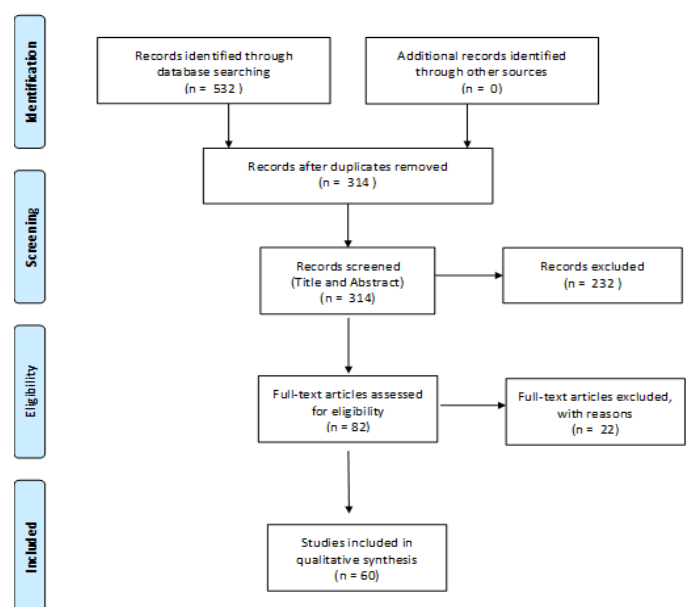 Identification
Records identified through
database searching
(n = 532 )
Additional records identified
through other sources
(n = 0)
Records after duplicates removed
(n = 314 )
Screening
Records screened
(Title and Abstract)
(n = 314)
Records excluded
(n = 232 )
Eligibility
Full-text articles assessed
for eligibility
(n = 82)
Full-text articles excluded,
with reasons
(n = 22)
Included
Studies included in
qualitative synthesis
(n = 60)